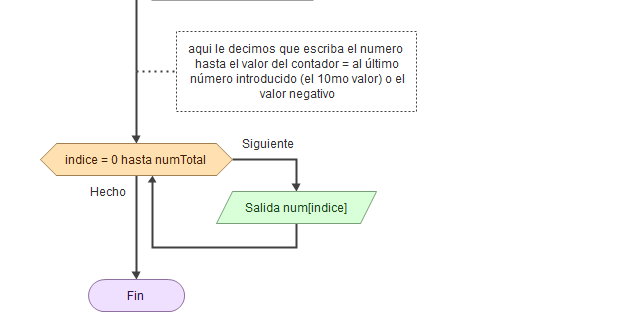 aqui le decimos que escriba el numero
hasta el valor del contador = al último
número introducido (el 10mo valor) o el
valor negativo
Siguiente
indice = 0 hasta numTotal
Hecho
Salida num[indice]
Fin